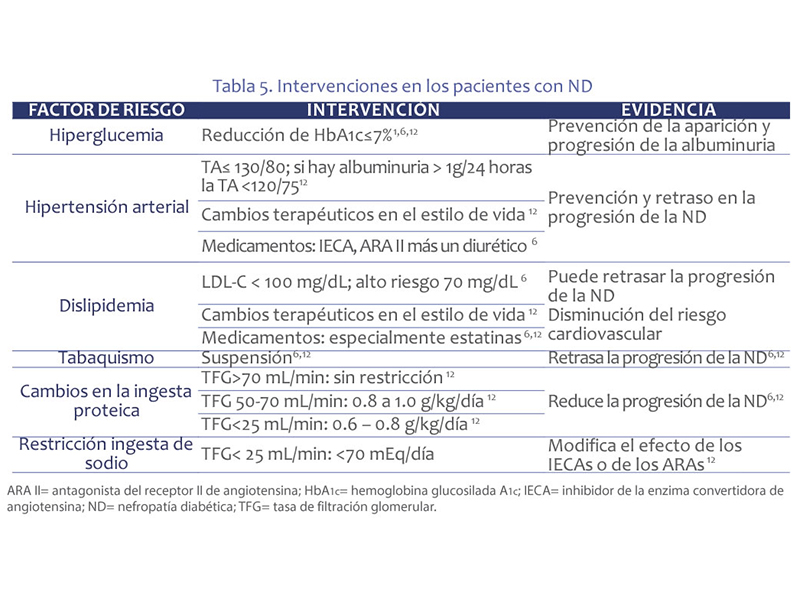 Tabla 5. Intervenciones en los pacientes con ND
FACTOR DE RIESGO INTERVENCIÓN EVIDENCIA
Hiperglucemia Reducción de HbA1c≤7%1,6,12 Prevención de la aparición y
progresión de la albuminuria
Hipertensión arterial TA≤ 130/80; si hay albuminuria > 1g/24 horas
la TA <120/75¹²
Cambios terapéuticos en el estilo de vida ¹²
Medicamentos: IECA, ARA II más un diurético ⁶
Prevención y retraso en la
progresión de la ND
Dislipidemia LDL-C < 100 mg/dL; alto riesgo 70 mg/dL ⁶
Cambios terapéuticos en el estilo de vida ¹²
Medicamentos: especialmente estatinas 6,12
Puede retrasar la progresión
de la ND
Disminución del riesgo
cardiovascular
Tabaquismo Suspensión6,12 Retrasa la progresión de la ND6,12
Cambios en la ingesta
proteica
TFG>70 mL/min: sin restricción ¹²
TFG 50-70 mL/min: 0.8 a 1.0 g/kg/día ¹²
TFG<25 mL/min: 0.6 – 0.8 g/kg/día ¹²
Reduce la progresión de la ND6,12
Restricción ingesta de
sodio
TFG< 25 mL/min: <70 mEq/día
Modifica el efecto de los
IECAs o de los ARAs ¹²
ARA II= antagonista del receptor II de angiotensina; HbA1c= hemoglobina glucosilada A1c; IECA= inhibidor de la enzima convertidora de
angiotensina; ND= nefropatía diabética; TFG= tasa de filtración glomerular.